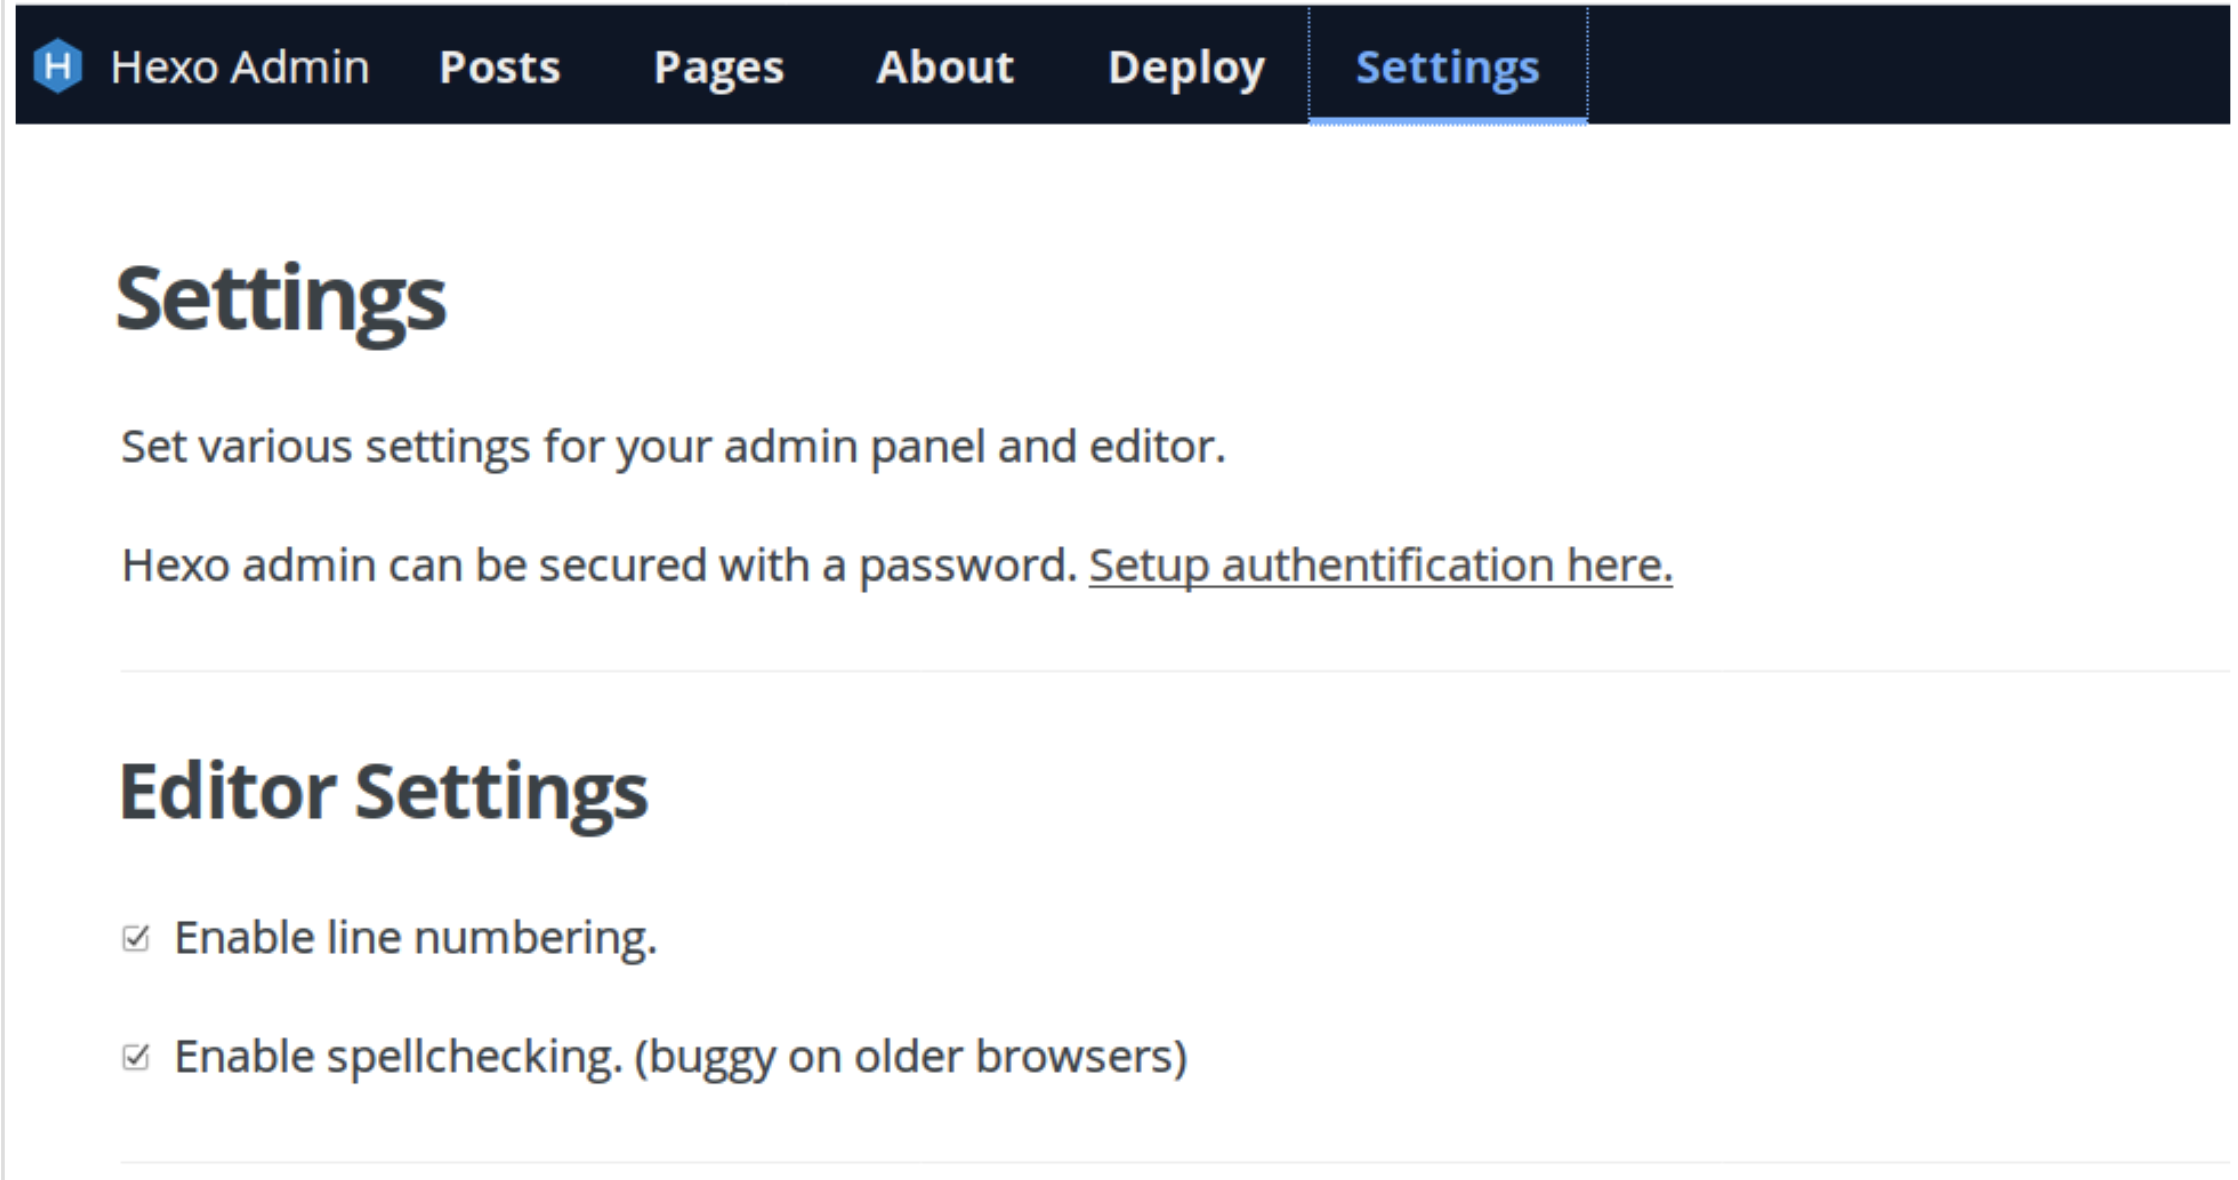 H Hexo Admin Posts Pages About Deploy Settings
Settings
Set various settings for your admin panel and editor.
Hexo admin can be secured with a password. Setup authentification here.
Editor Settings
Enable line numbering.
Enable spellchecking. (buggy on older browsers)